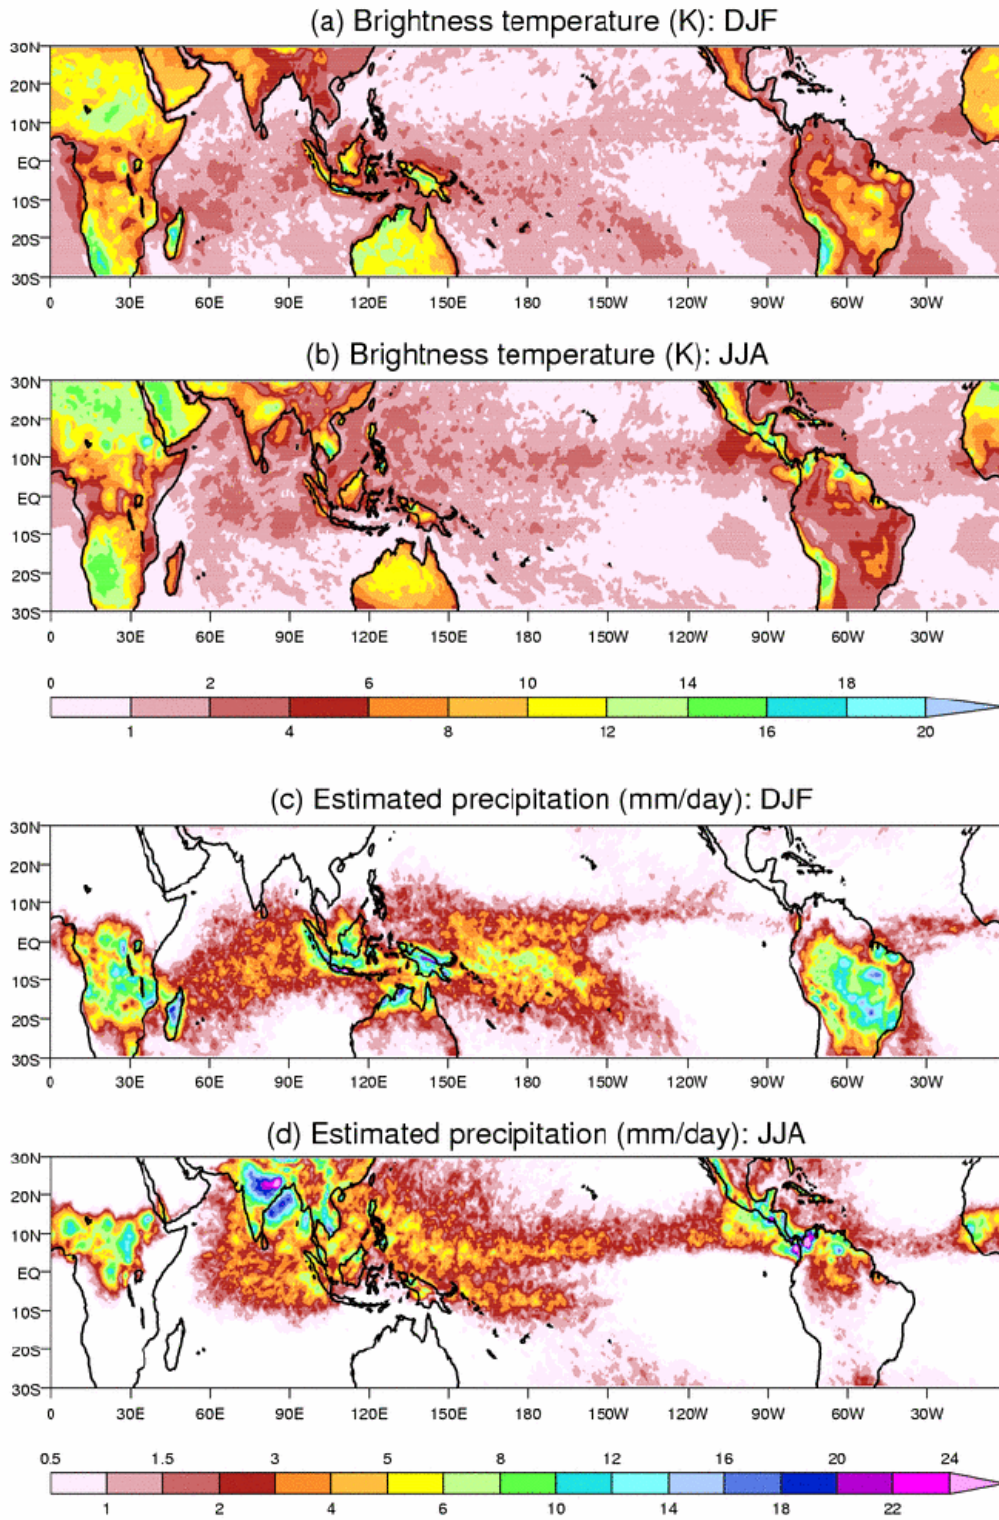 (a) Brightness temperature (K): DJF
30N
20N
10N
EQ
10S
20S
30S
0 30E 60E 90E 120E 150E 180 150W 120W 90W 60W 30W
(b) Brightness temperature (K): JJA
30N
20N
10N
EQ
10S
20S
30S
0 30E 60E 90E 120E 150E 180 150W 120W 90W 60W 30W
0 2 6 10 14 18
1 4 8 12 16 20
(c) Estimated precipitation (mm/day): DJF
30N
20N
10N
EQ
10S
20S
30S
0 30E 60E 90E 120E 150E 180 150W 120W 90W 60W 30W
(d) Estimated precipitation (mm/day): JJA
30N
20N
10N
EQ
10S
20S
30S
0 30E 60E 90E 120E 150E 180 150W 120W 90W 60W 30W
0.5 1.5 3 5 8 12 16 20 24
1 2 4 6 10 14 18 22